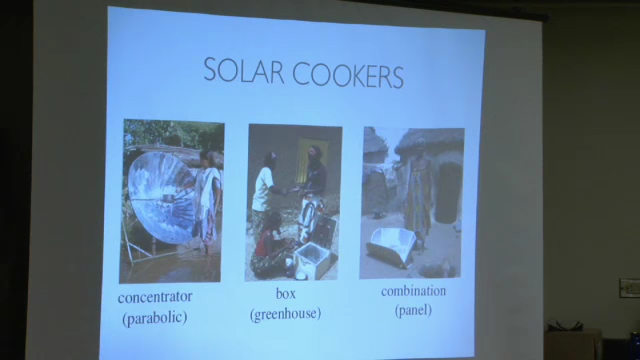 SOLAR COOKERS
concentrator
(parabolic)
box
(greenhouse)
combination
(panel)